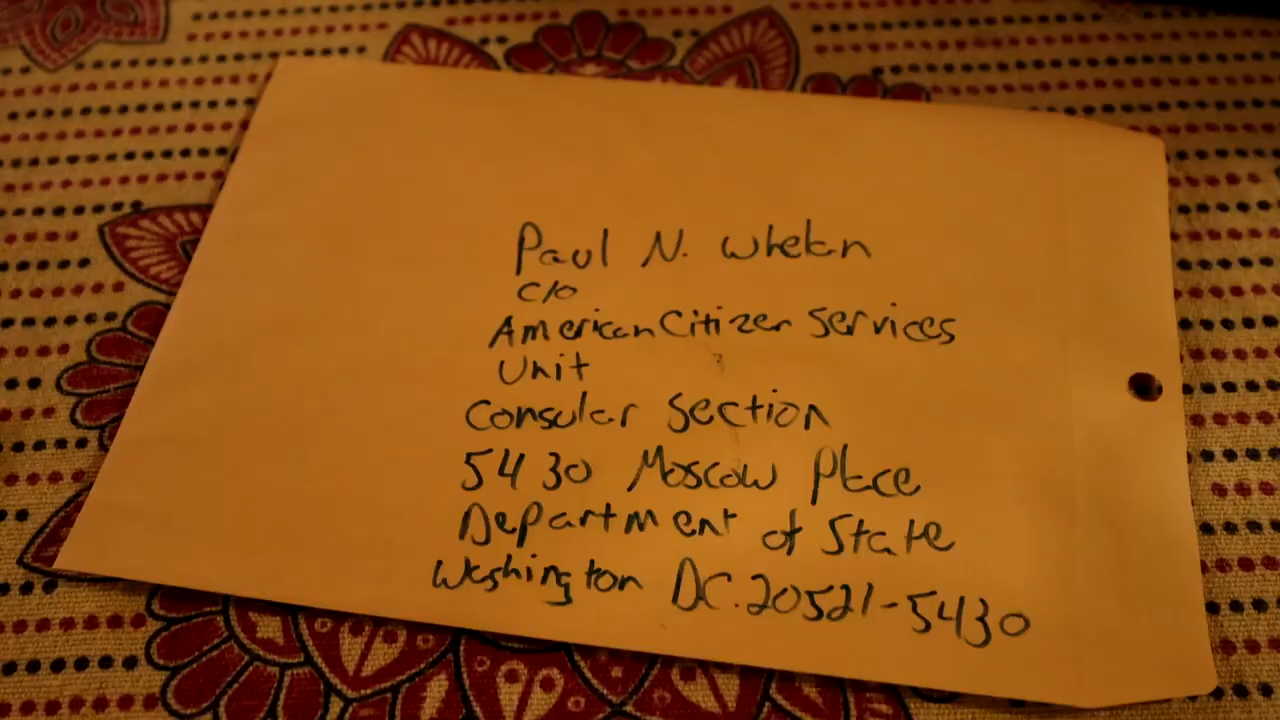 Paul N. Whelan
c/o
American Citizen Services
Unit
Consular Section
5430 Moscow Place
Department of State
Washington DC. 20521-5430